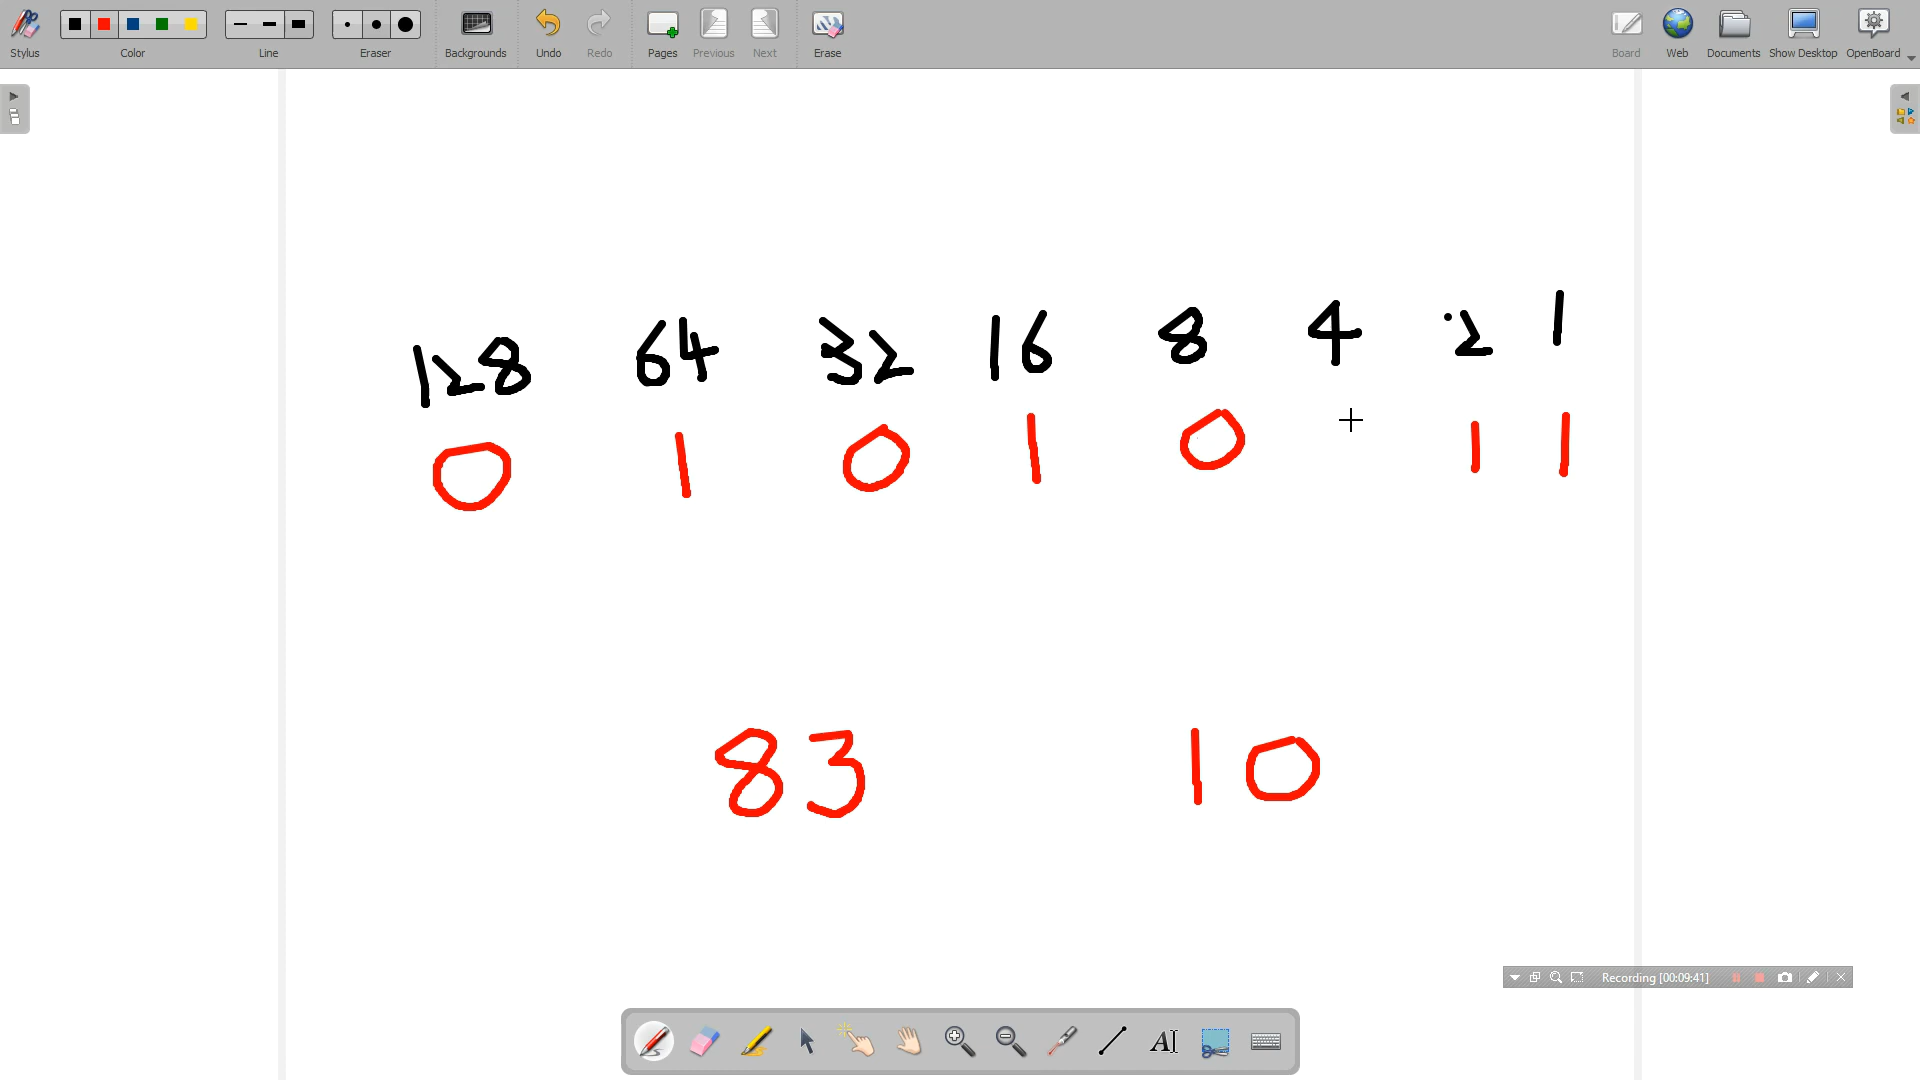 Stylus Color Line Eraser Backgrounds Undo Redo Pages Previous Next Erase Board Web Documents Show Desktop OpenBoard
128 64 32 16 8 4 2 1
0 1 0 1 0 1 1
83 10
Recording [00:09:41]
AI